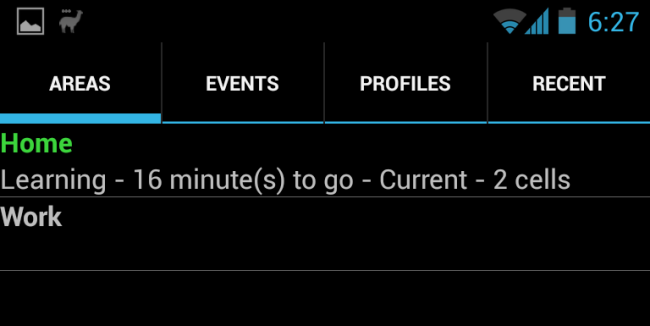 6:27
AREAS EVENTS PROFILES RECENT
Home
Learning - 16 minute(s) to go - Current - 2 cells
Work